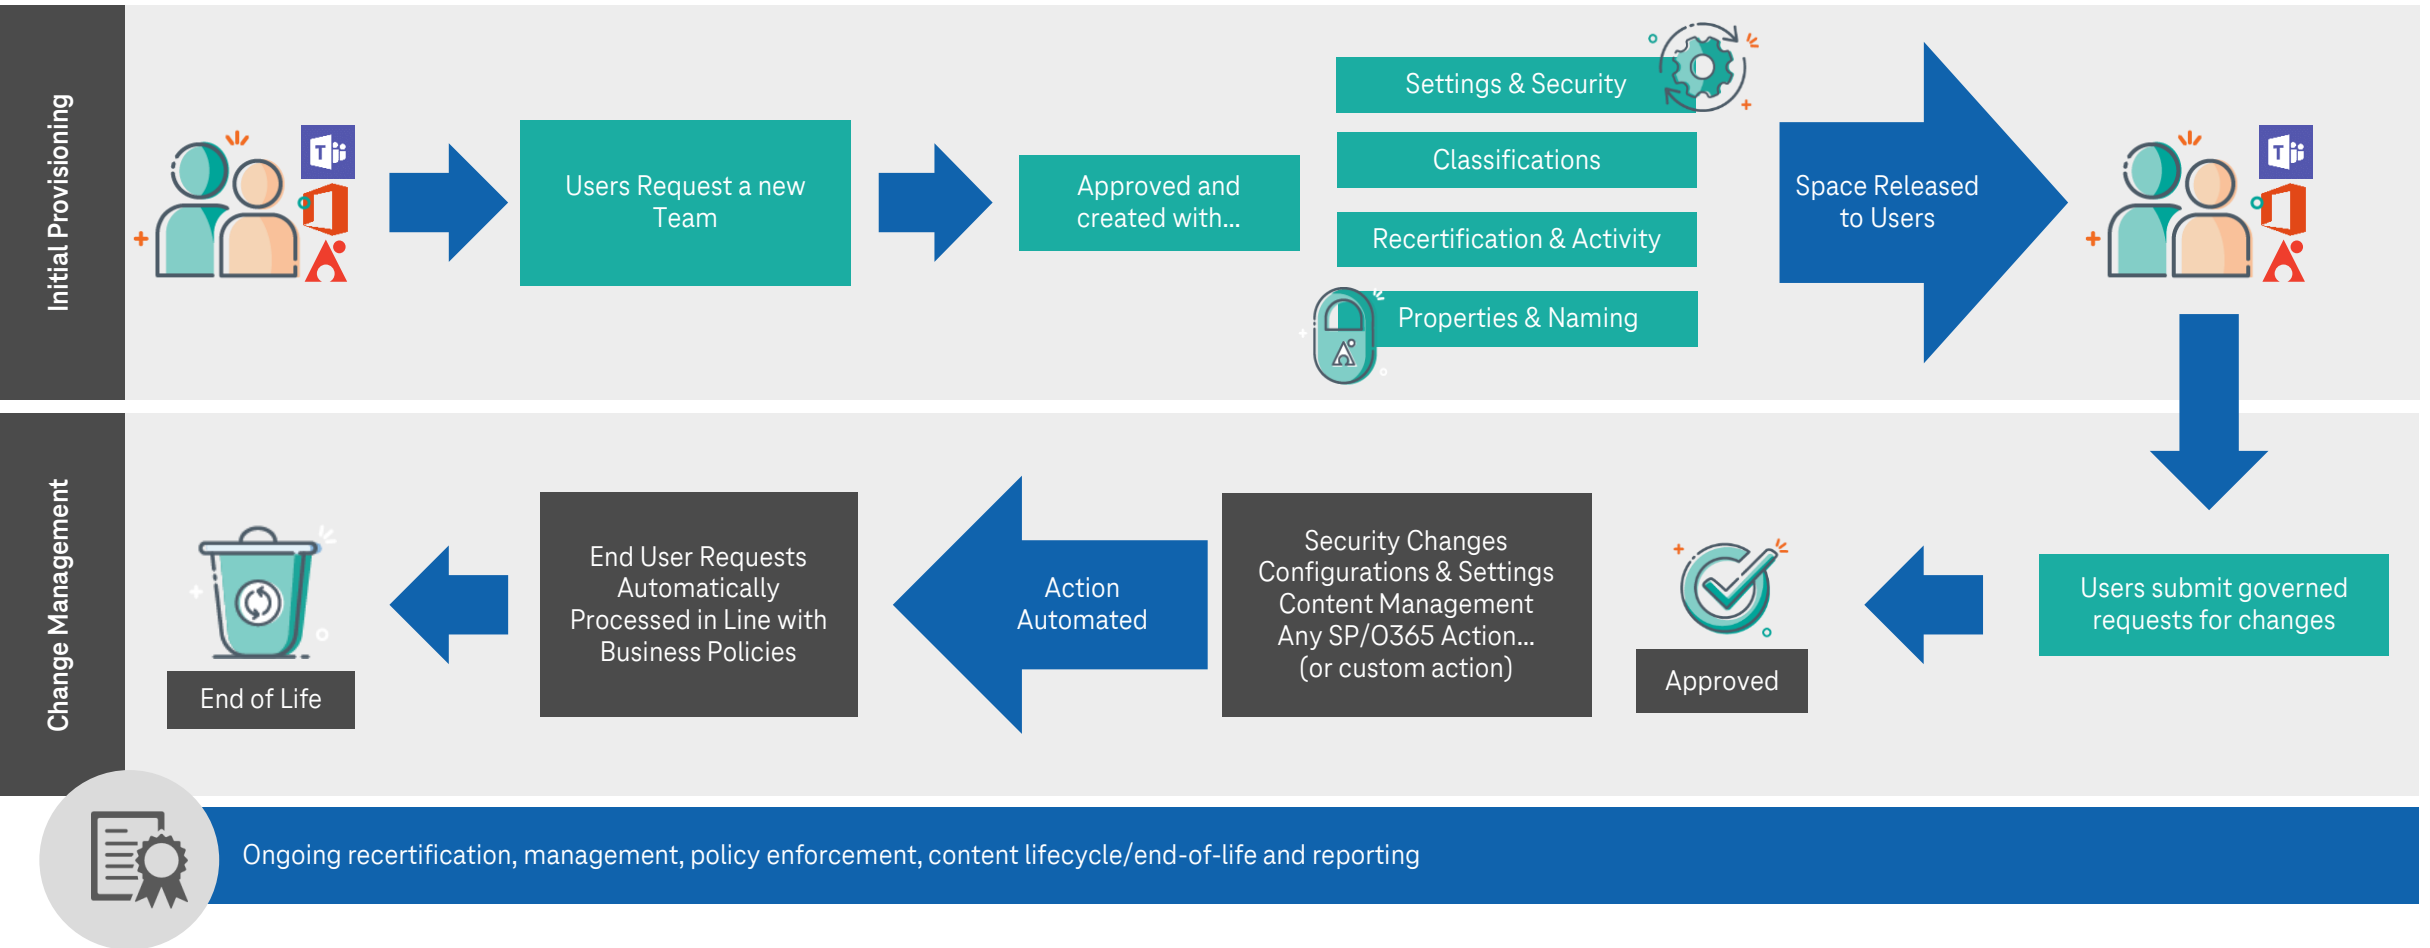 Initial Provisioning
Users Request a new
Team
Approved and
created with...
Settings & Security
Classifications
Recertification & Activity
Properties & Naming
Space Released
to Users
Change Management
Users submit governed
requests for changes
Approved
Security Changes
Configurations & Settings
Content Management
Any SP/O365 Action...
(or custom action)
Action
Automated
End User Requests
Automatically
Processed in Line with
Business Policies
End of Life
Ongoing recertification, management, policy enforcement, content lifecycle/end-of-life and reporting